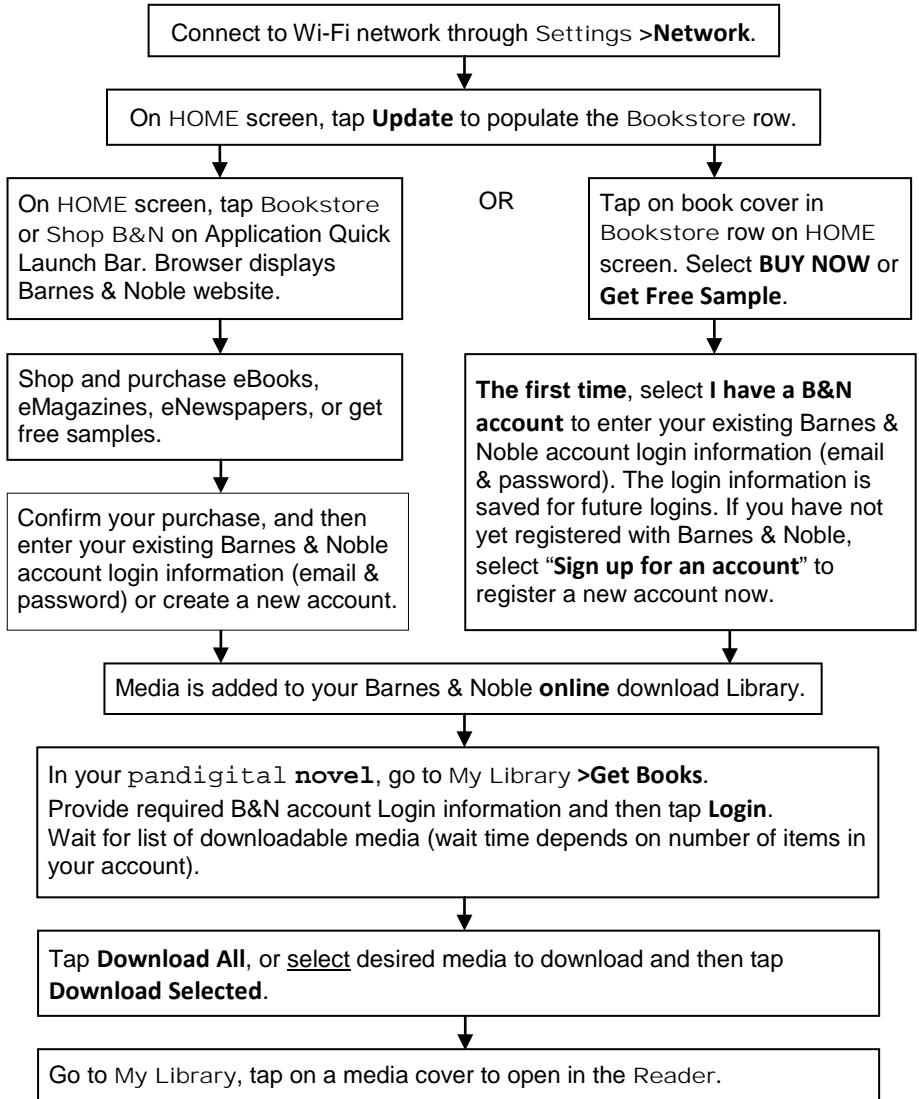 Connect to Wi-Fi network through Settings >Network.
On HOME screen, tap Update to populate the Bookstore row.
On HOME screen, tap Bookstore
or Shop B&N on Application Quick
Launch Bar. Browser displays
Barnes & Noble website.
OR
Tap on book cover in
Bookstore row on HOME
screen. Select BUY NOW or
Get Free Sample.
Shop and purchase eBooks,
eMagazines, eNewspapers, or get
free samples.
Confirm your purchase, and then
enter your existing Barnes & Noble
account login information (email &
password) or create a new account.
The first time, select I have a B&N
account to enter your existing Barnes &
Noble account login information (email
& password). The login information is
saved for future logins. If you have not
yet registered with Barnes & Noble,
select “Sign up for an account” to
register a new account now.
Media is added to your Barnes & Noble online download Library.
In your pandigital novel, go to My Library >Get Books.
Provide required B&N account Login information and then tap Login.
Wait for list of downloadable media (wait time depends on number of items in
your account).
Tap Download All, or select desired media to download and then tap
Download Selected.
Go to My Library, tap on a media cover to open in the Reader.